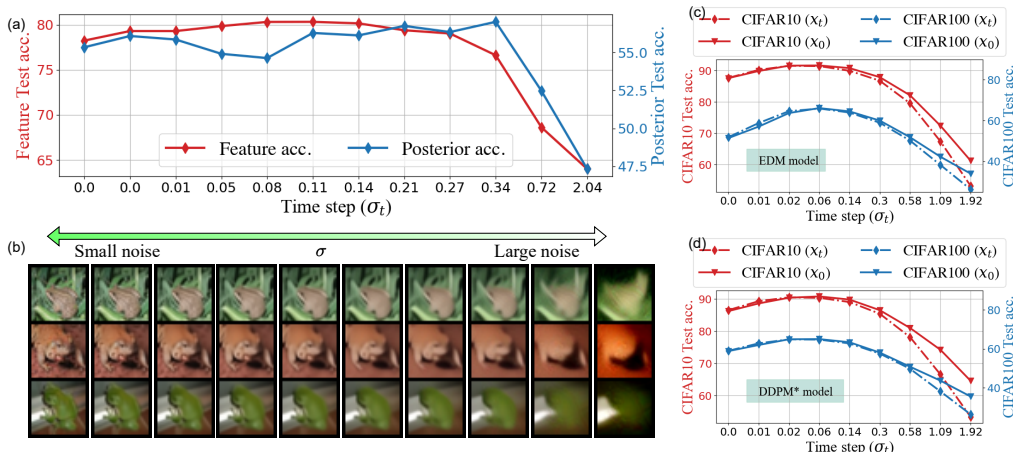 (a)
Feature Test acc.
80
75
70
65
55.0
52.5
50.0
47.5
Posterior Test acc.
Feature acc. Posterior acc.
0.0 0.0 0.01 0.05 0.08 0.11 0.14 0.21 0.27 0.34 0.72 2.04
Time step (σt)
(b)
Small noise σ Large noise
(c)
CIFAR10 (xt) CIFAR100 (xt)
CIFAR10 (x0) CIFAR100 (x0)
CIFAR10 Test acc.
90
80
70
60
80
60
40
CIFAR100 Test acc.
EDM model
0.0 0.01 0.02 0.06 0.14 0.3 0.58 1.09 1.92
Time step (σt)
(d)
CIFAR10 (xt) CIFAR100 (xt)
CIFAR10 (x0) CIFAR100 (x0)
CIFAR10 Test acc.
90
80
70
60
80
60
40
CIFAR100 Test acc.
DDPM* model
0.0 0.01 0.02 0.06 0.14 0.3 0.58 1.09 1.92
Time step (σt)